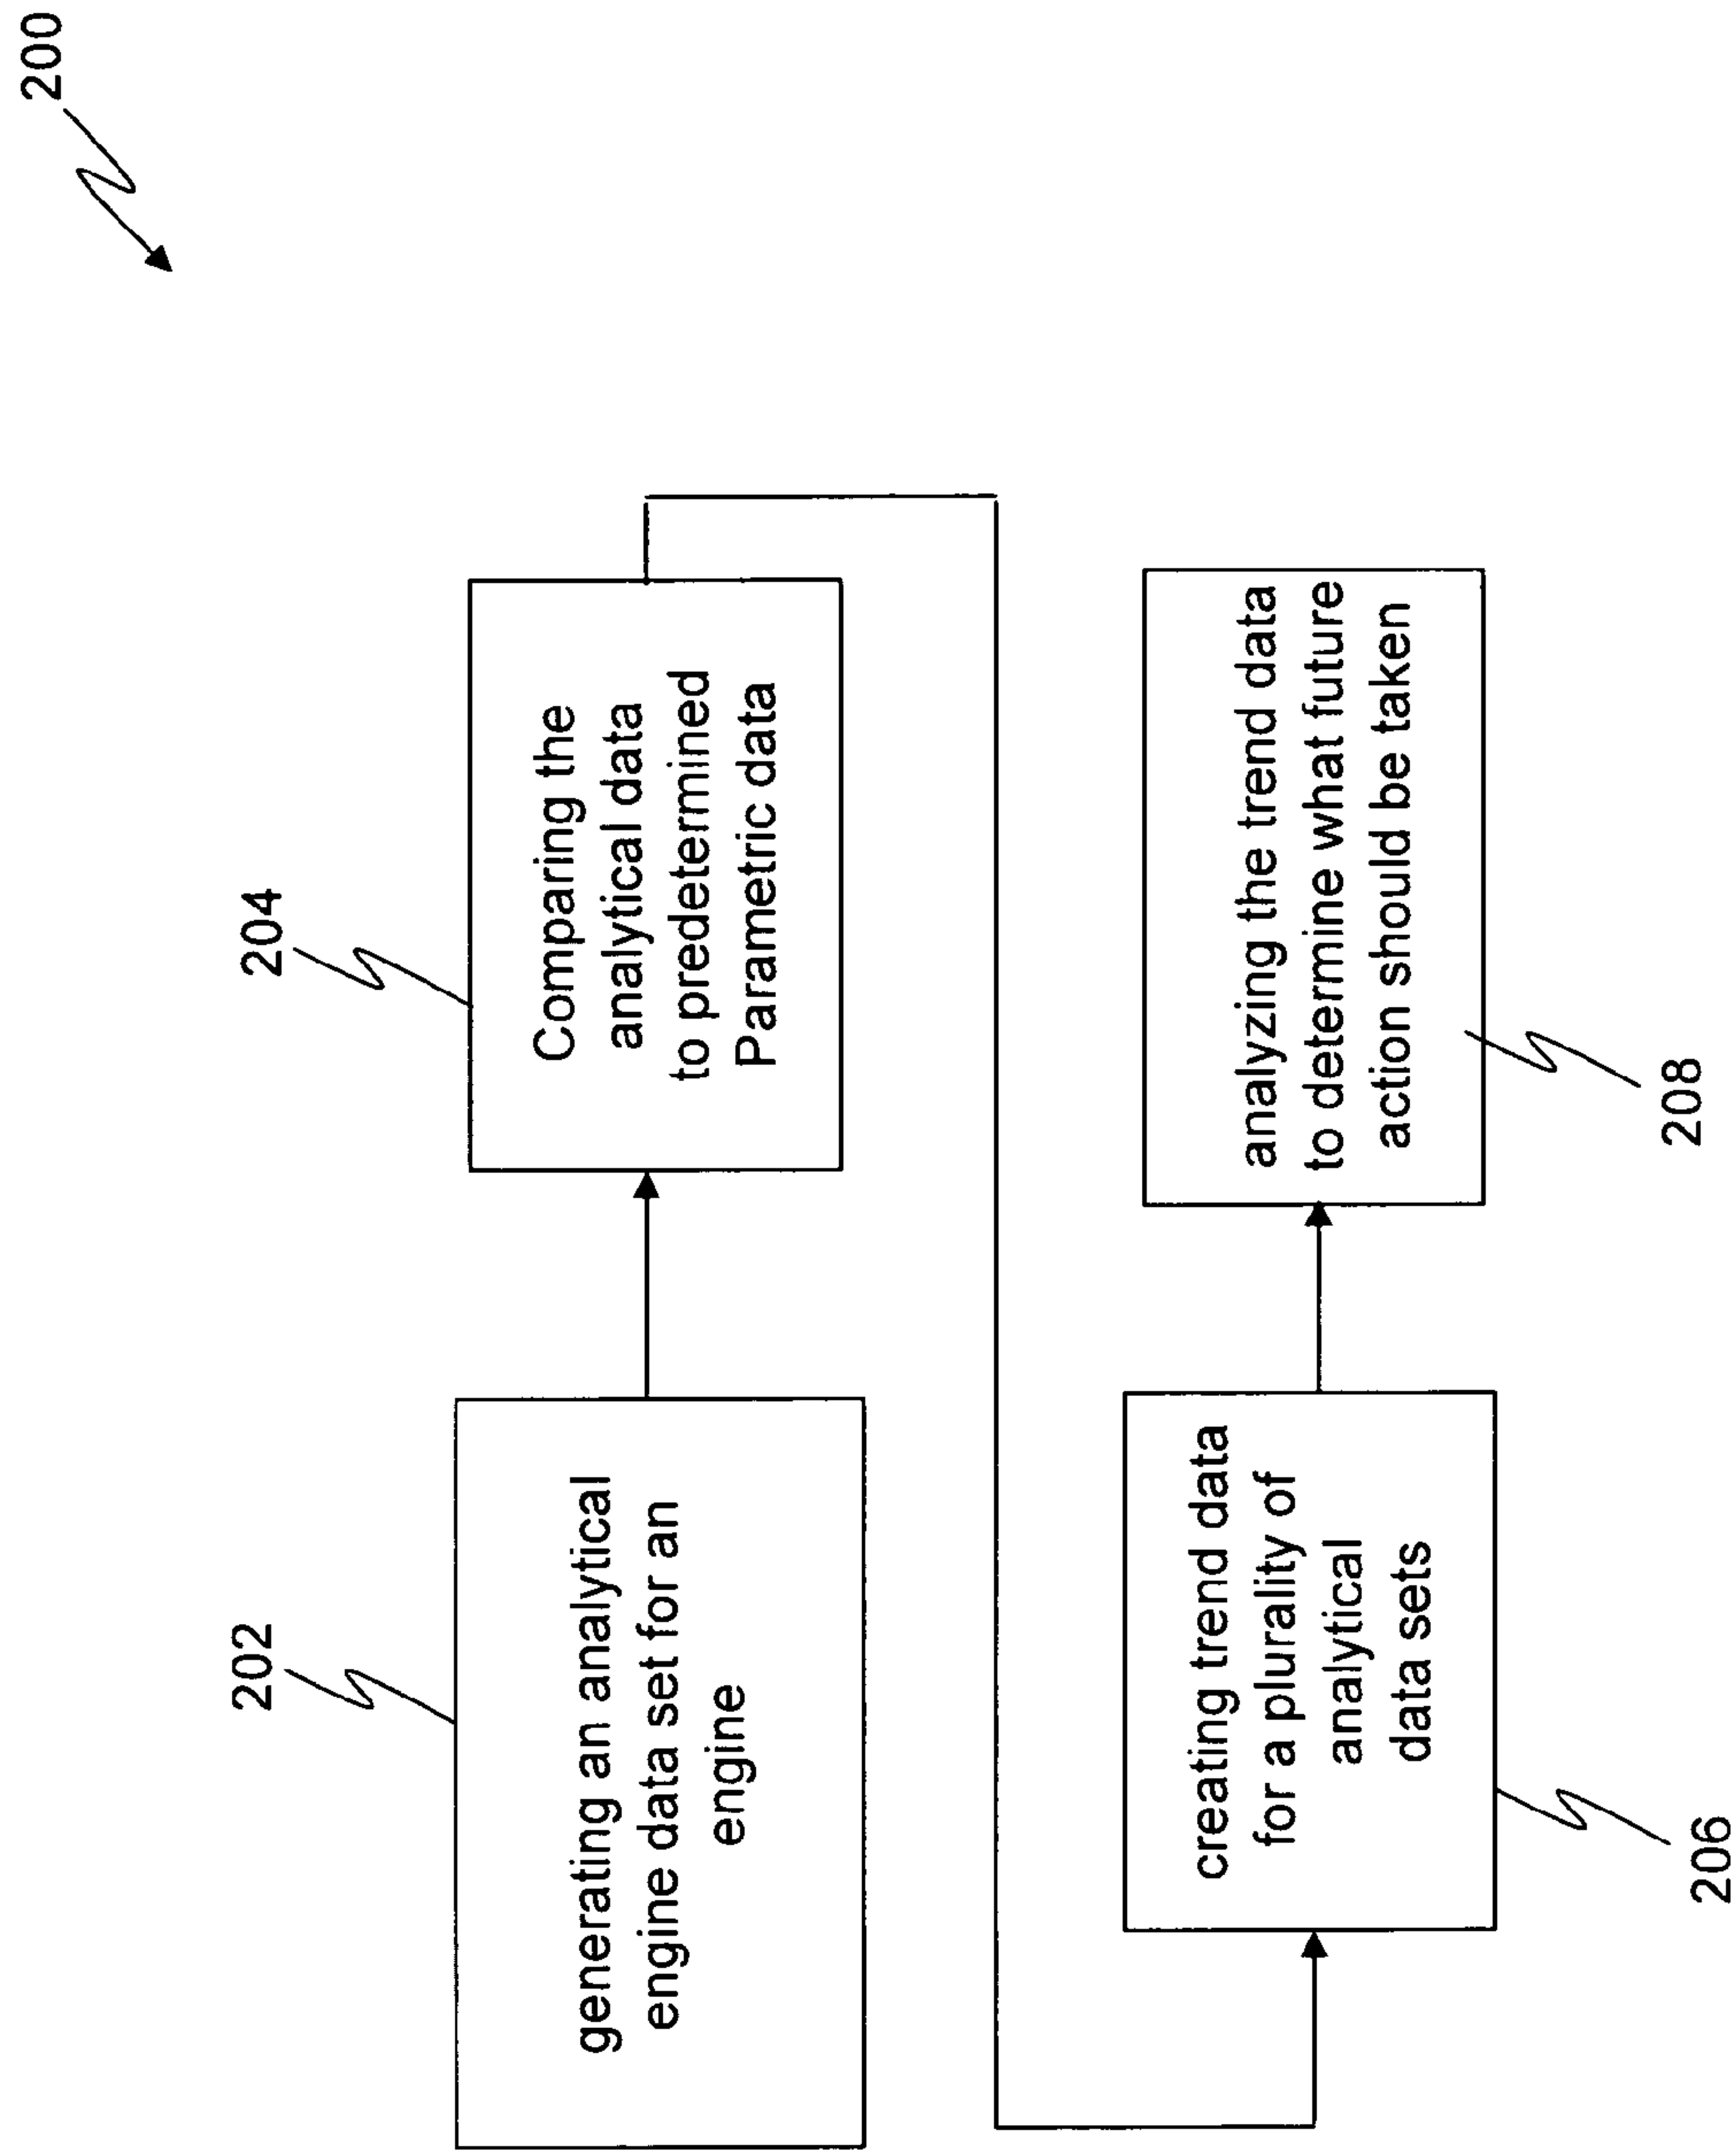 200
202
generating an analytical
engine data set for an
engine
204
Comparing the
analytical data
to predetermined
Parametric data
creating trend data
for a plurality of
analytical
data sets
206
analyzing the trend data
to determine what future
action should be taken
208